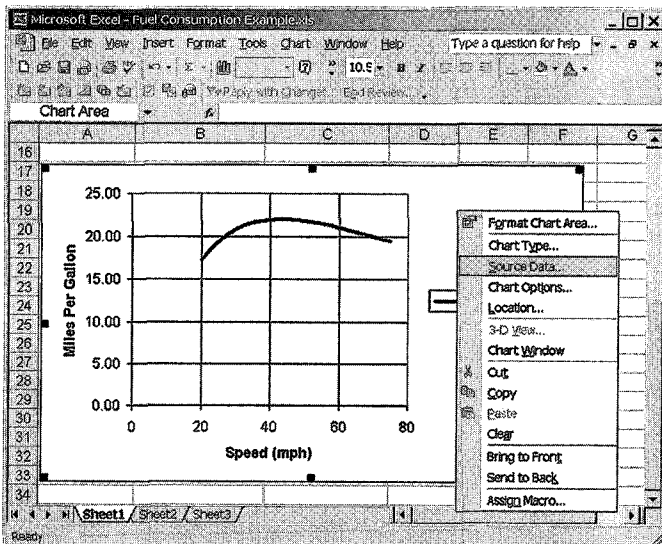 Microsoft Excel - Fuel Consumption Example.xls
File Edit View Insert Format Tools Chart Window Help Type a question for help
10.5 B I
Reply with Changes... End Review...
Chart Area fx
A B C D E F G
16
17
18
19
20
21
22
23
24
25
26
27
28
29
30
31
32
33
34
25.00
20.00
15.00
10.00
5.00
0.00
Miles Per Gallon
0 20 40 60 80
Speed (mph)
Format Chart Area...
Chart Type...
Source Data...
Chart Options...
Location...
3-D View...
Chart Window
Cut
Copy
Paste
Clear
Bring to Front
Send to Back
Assign Macro...
Sheet1 / Sheet2 / Sheet3 /
Ready